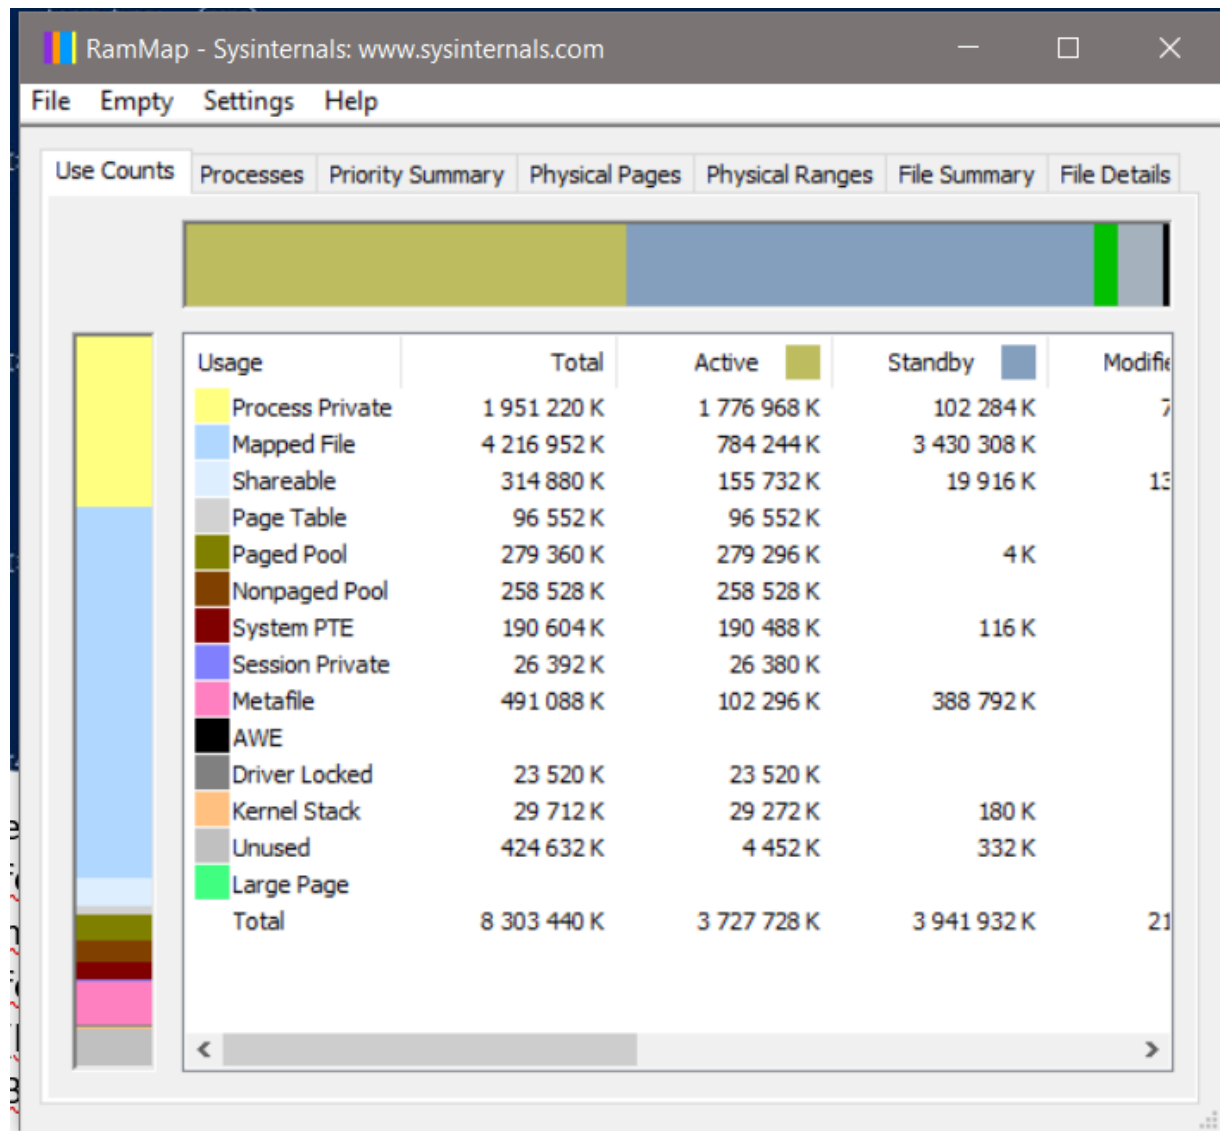 RamMap - Sysinternals: www.sysinternals.com
File Empty Settings Help
Use Counts Processes Priority Summary Physical Pages Physical Ranges File Summary File Details
Usage Total Active Standby
Process Private 1 951 220 K 1 776 968 K 102 284 K
Mapped File 4 216 952 K 784 244 K 3 430 308 K
Shareable 314 880 K 155 732 K 19 916 K
Page Table 96 552 K 96 552 K
Paged Pool 279 360 K 279 296 K 4 K
Nonpaged Pool 258 528 K 258 528 K
System PTE 190 604 K 190 488 K 116 K
Session Private 26 392 K 26 380 K
Metafile 491 088 K 102 296 K 388 792 K
AWE
Driver Locked 23 520 K 23 520 K
Kernel Stack 29 712 K 29 272 K 180 K
Unused 424 632 K 4 452 K 332 K
Large Page
Total 8 303 440 K 3 727 728 K 3 941 932 K